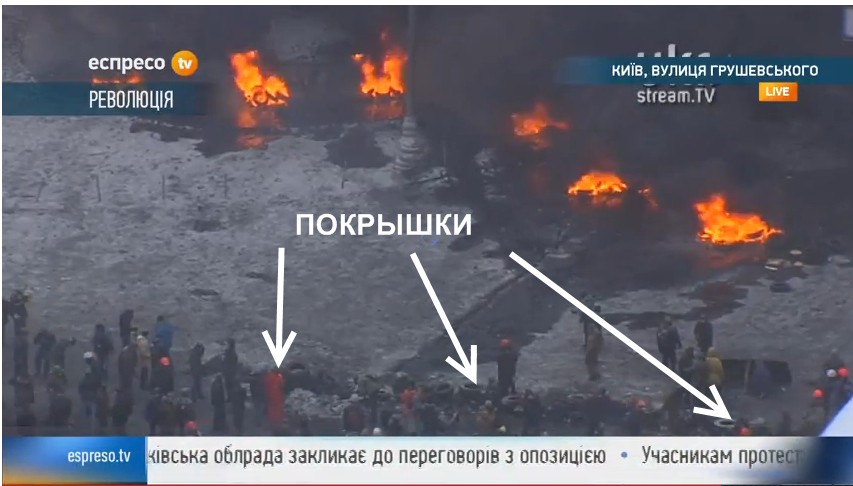 еспресо tv
РЕВОЛЮЦІЯ
КИЇВ, ВУЛИЦЯ ГРУШЕВСЬКОГО
LIVE
stream.TV
ПОКРЫШКИ
espreso.tv
ківська облрада закликає до переговорів з опозицією • Учасникам протест